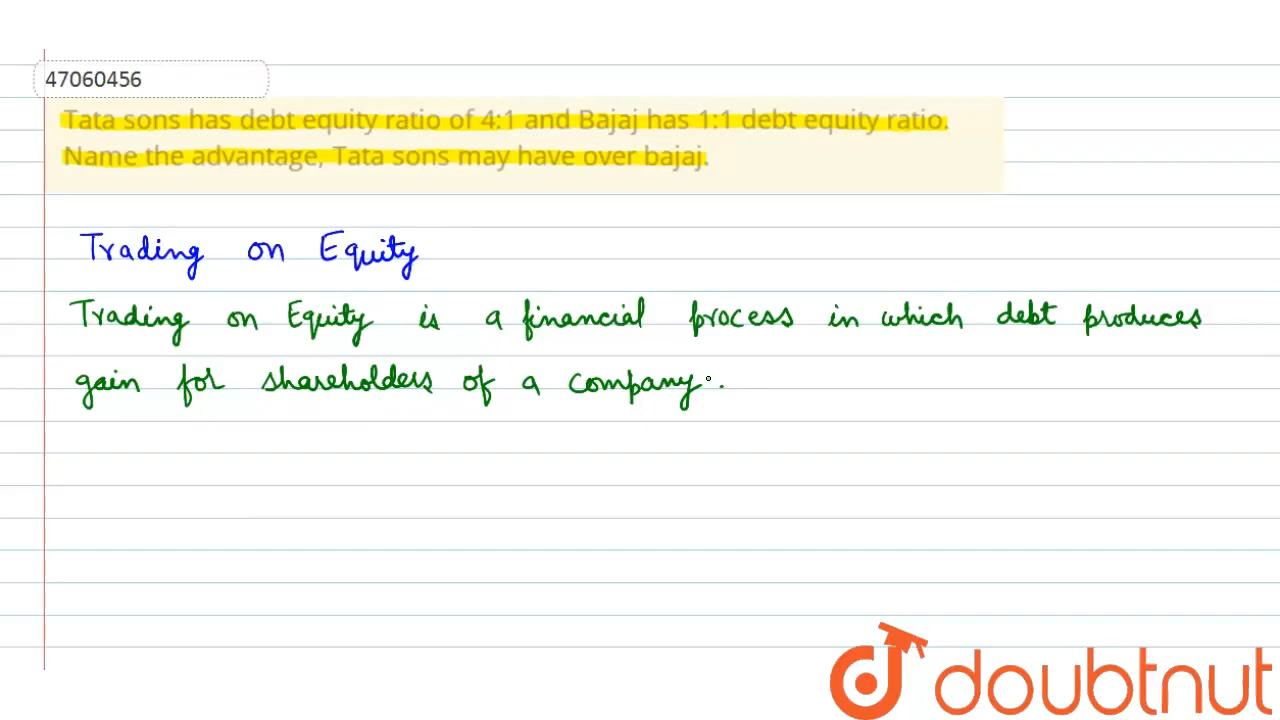 47060456
Tata sons has debt equity ratio of 4:1 and Bajaj has 1:1 debt equity ratio.
Name the advantage, Tata sons may have over bajaj.
Trading on Equity
Trading on Equity is a financial process in which debt produces
gain for shareholders of a company.
doubtnut